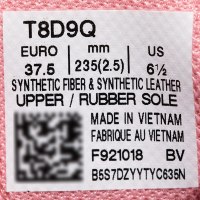 T8D9Q
EURO mm US
37.5 235(2.5) 6½
SYNTHETIC FIBER & SYNTHETIC LEATHER
UPPER / RUBBER SOLE
MADE IN VIETNAM
FABRIQUE AU VIETNAM
F921018 BV
B5S7DZYYTYC635N